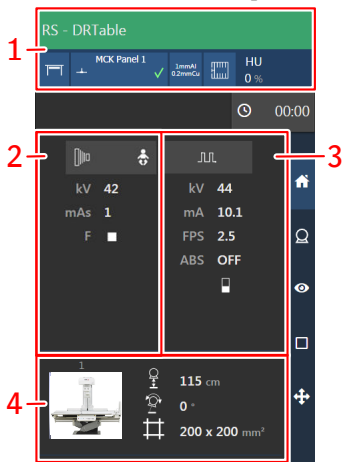 RS - DRTable
1
MCK Panel 1
1mmAl
0.2mmCu
HU
0 %
00:00
2
3
kV 42
mAs 1
F
kV 44
mA 10.1
FPS 2.5
ABS OFF
1
4
115 cm
0 °
200 x 200 mm²